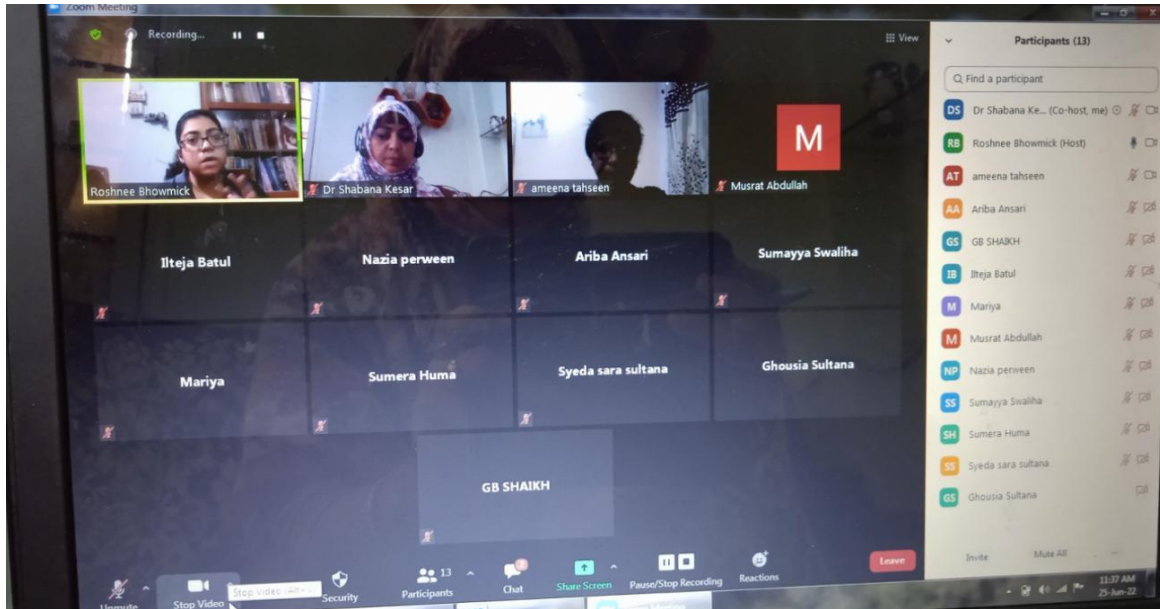 Zoom Meeting
Recording...
View
Roshnee Bhowmick
Dr Shabana Kesar
ameena tahseen
M
Musrat Abdullah
Ilteja Batul
Nazia perween
Ariba Ansari
Sumayya Swaliha
Mariya
Sumera Huma
Syeda sara sultana
Ghousia Sultana
GB SHAIKH
Unmute
Stop Video
Stop Video (Alt+
Security
13
Participants
2
Chat
Share Screen
Pause/Stop Recording
Reactions
Leave
Participants (13)
Find a participant
DS Dr Shabana Ke... (Co-host, me)
RB Roshnee Bhowmick (Host)
AT ameena tahseen
AA Ariba Ansari
GS GB SHAIKH
IB Ilteja Batul
M Mariya
M Musrat Abdullah
NP Nazia perween
SS Sumayya Swaliha
SH Sumera Huma
SS Syeda sara sultana
GS Ghousia Sultana
Invite Mute All
11:37 AM
25-Jun-22